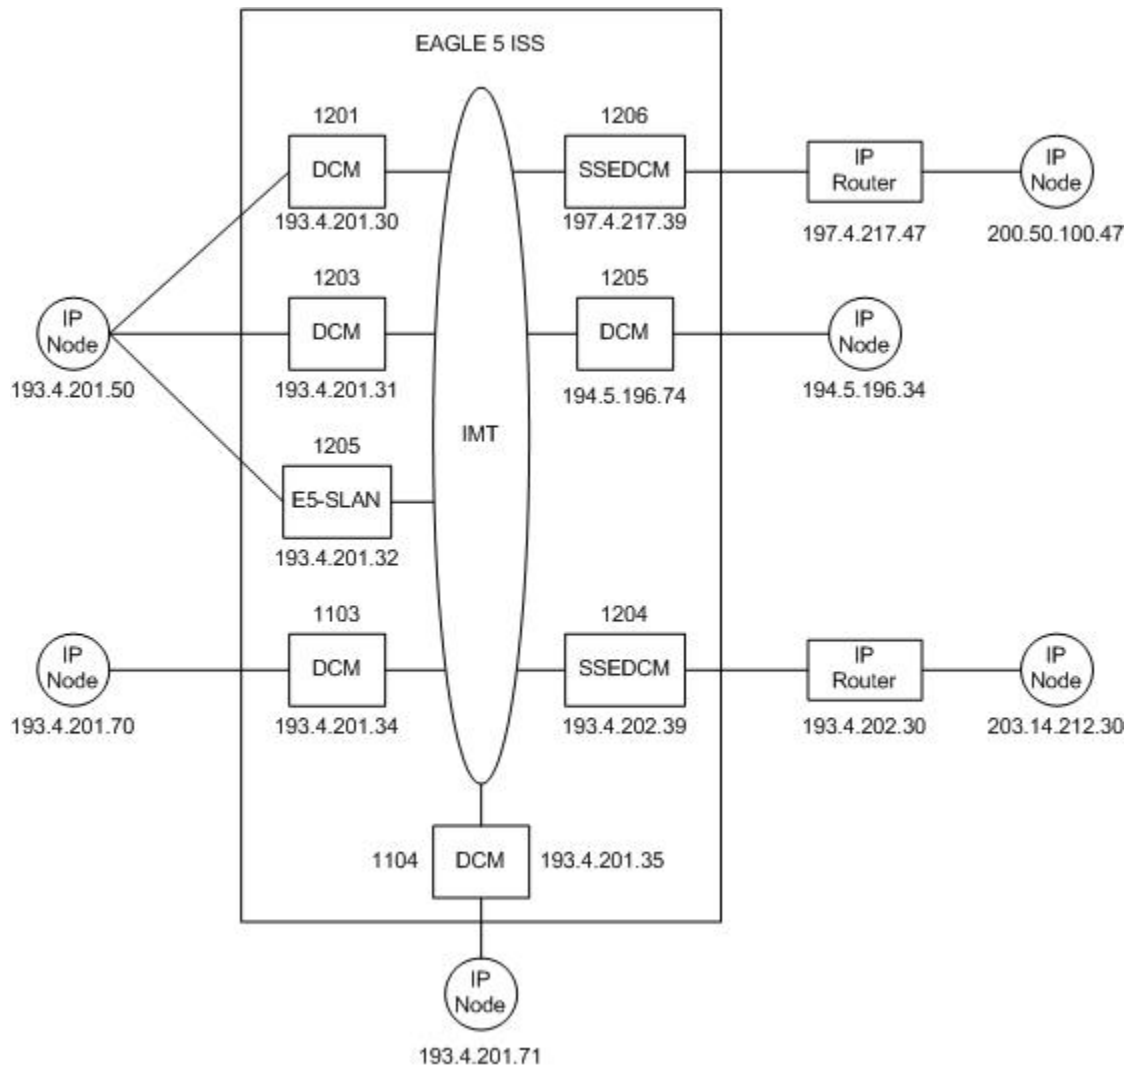 EAGLE 5 ISS
1201
1206
DCM
SSEDCM
IP
Router
IP
Node
193.4.201.30
197.4.217.39
197.4.217.47
200.50.100.47
1203
1205
IP
Node
DCM
DCM
IP
Node
193.4.201.50
193.4.201.31
194.5.196.74
194.5.196.34
IMT
1205
E5-SLAN
193.4.201.32
1103
1204
IP
Node
DCM
SSEDCM
IP
Router
IP
Node
193.4.201.70
193.4.201.34
193.4.202.39
193.4.202.30
203.14.212.30
1104
DCM
193.4.201.35
IP
Node
193.4.201.71